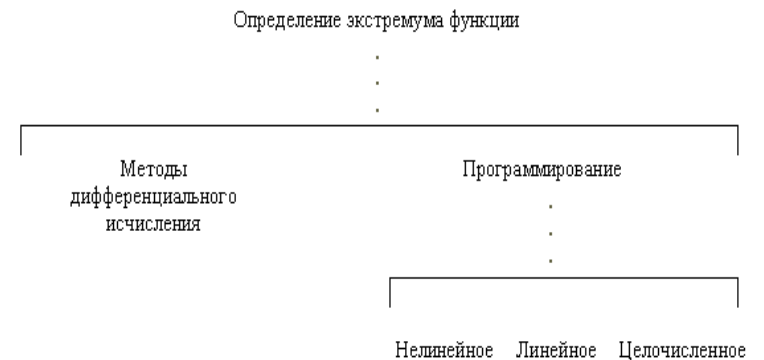 Определение экстремума функции
Методы
дифференциального
исчисления
Программирование
Нелинейное Линейное Целочисленное